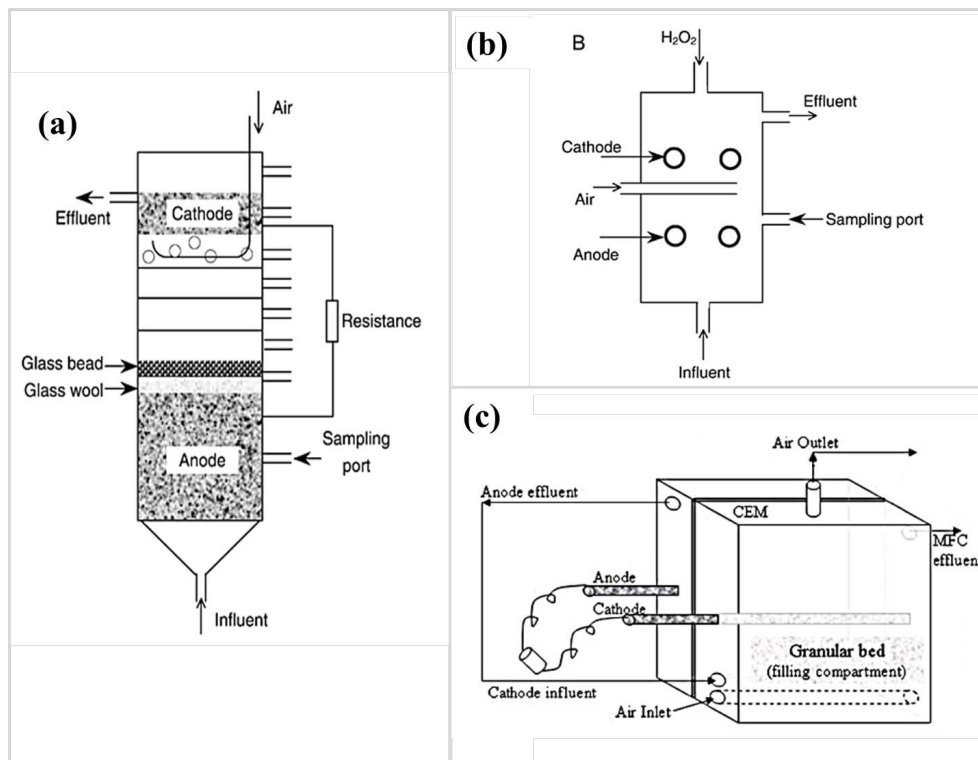 (a)
Air
Effluent
Cathode
Resistance
Glass bead
Glass wool
Anode
Sampling
port
Influent
(b)
B
H₂O₂
Effluent
Cathode
Air
Sampling port
Anode
Influent
(c)
Air Outlet
Anode effluent
CEM
MFC
effluen
Anode
Cathode
Granular bed
(filling compartment)
Cathode influent
Air Inlet